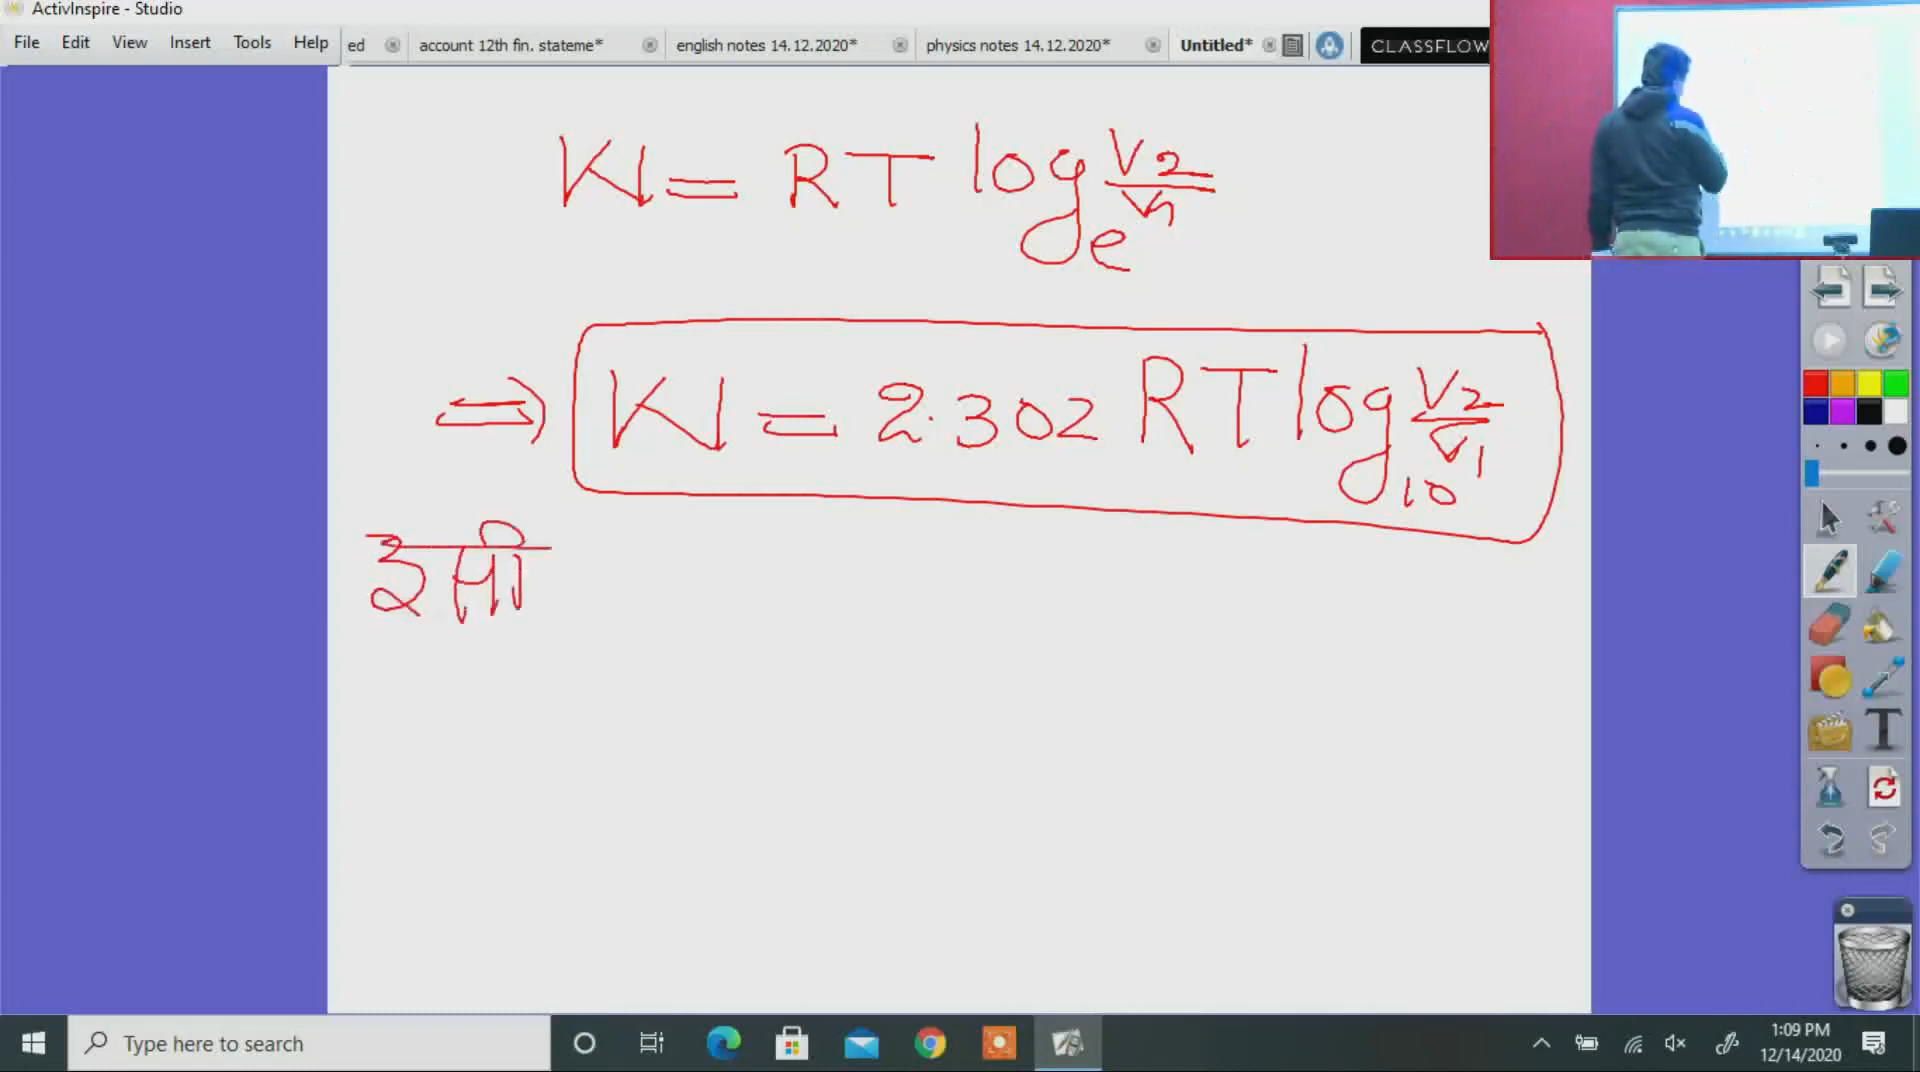 ActivInspire - Studio
File Edit View Insert Tools Help ed account 12th fin. stateme* english notes 14.12.2020* physics notes 14.12.2020* Untitled* CLASSFLOW
W = RT log_e V2/V1
⇒ W = 2.302 RT log_10 V2/V1
T
Type here to search
1:09 PM
12/14/2020